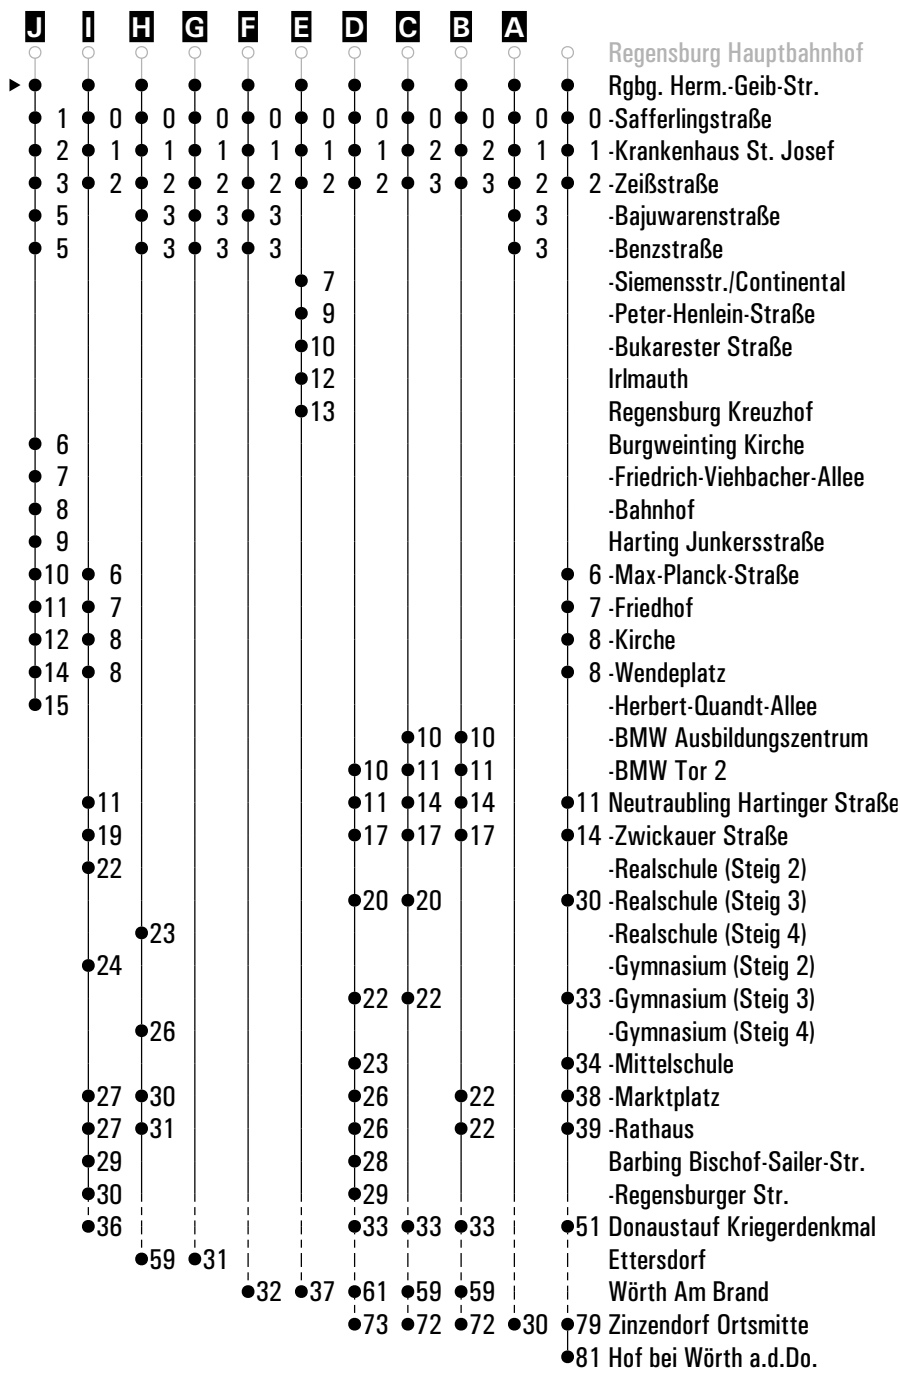 J I H G F E D C B A
Regensburg Hauptbahnhof
Rgbg. Herm.-Geib-Str.
1 0 0 0 0 0 0 0 0 0 0 -Safferlingstraße
2 1 1 1 1 1 1 2 2 1 1 -Krankenhaus St. Josef
3 2 2 2 2 2 2 3 3 2 2 -Zeißstraße
5 3 3 3 3 -Bajuwarenstraße
5 3 3 3 3 -Benzstraße
7 -Siemensstr./Continental
9 -Peter-Henlein-Straße
10 -Bukarester Straße
12 Irlmauth
13 Regensburg Kreuzhof
6 Burgweinting Kirche
7 -Friedrich-Viehbacher-Allee
8 -Bahnhof
9 Harting Junkersstraße
10 6 6 -Max-Planck-Straße
11 7 7 -Friedhof
12 8 8 -Kirche
14 8 8 -Wendeplatz
15 -Herbert-Quandt-Allee
10 10 -BMW Ausbildungszentrum
10 11 11 -BMW Tor 2
11 11 14 14 11 Neutraubling Hartinger Straße
19 17 17 17 14 -Zwickauer Straße
22 -Realschule (Steig 2)
20 20 30 -Realschule (Steig 3)
23 -Realschule (Steig 4)
24 -Gymnasium (Steig 2)
22 22 33 -Gymnasium (Steig 3)
26 -Gymnasium (Steig 4)
23 34 -Mittelschule
27 30 26 22 38 -Marktplatz
27 31 26 22 39 -Rathaus
29 28 Barbing Bischof-Sailer-Str.
30 29 -Regensburger Str.
36 33 33 33 51 Donaustauf Kriegerdenkmal
59 31 Ettersdorf
32 37 61 59 59 Wörth Am Brand
73 72 72 30 79 Zinzendorf Ortsmitte
81 Hof bei Wörth a.d.Do.